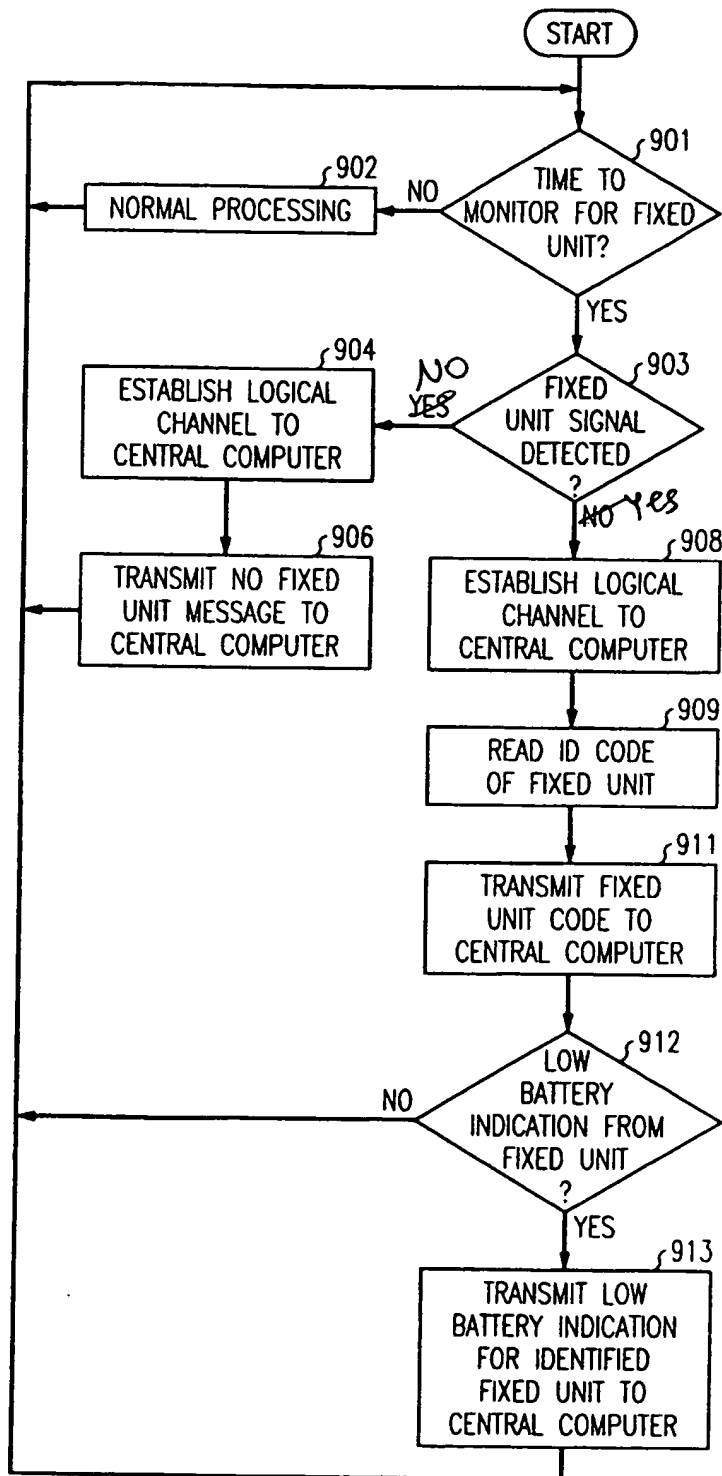 START
901
TIME TO
MONITOR FOR FIXED
UNIT?
NO
902
NORMAL PROCESSING
YES
903
FIXED
UNIT SIGNAL
DETECTED
?
NO
YES
904
ESTABLISH LOGICAL
CHANNEL TO
CENTRAL COMPUTER
906
TRANSMIT NO FIXED
UNIT MESSAGE TO
CENTRAL COMPUTER
NO yes
908
ESTABLISH LOGICAL
CHANNEL TO
CENTRAL COMPUTER
909
READ ID CODE
OF FIXED UNIT
911
TRANSMIT FIXED
UNIT CODE TO
CENTRAL COMPUTER
912
LOW
BATTERY
INDICATION FROM
FIXED UNIT
?
NO
YES
913
TRANSMIT LOW
BATTERY INDICATION
FOR IDENTIFIED
FIXED UNIT TO
CENTRAL COMPUTER